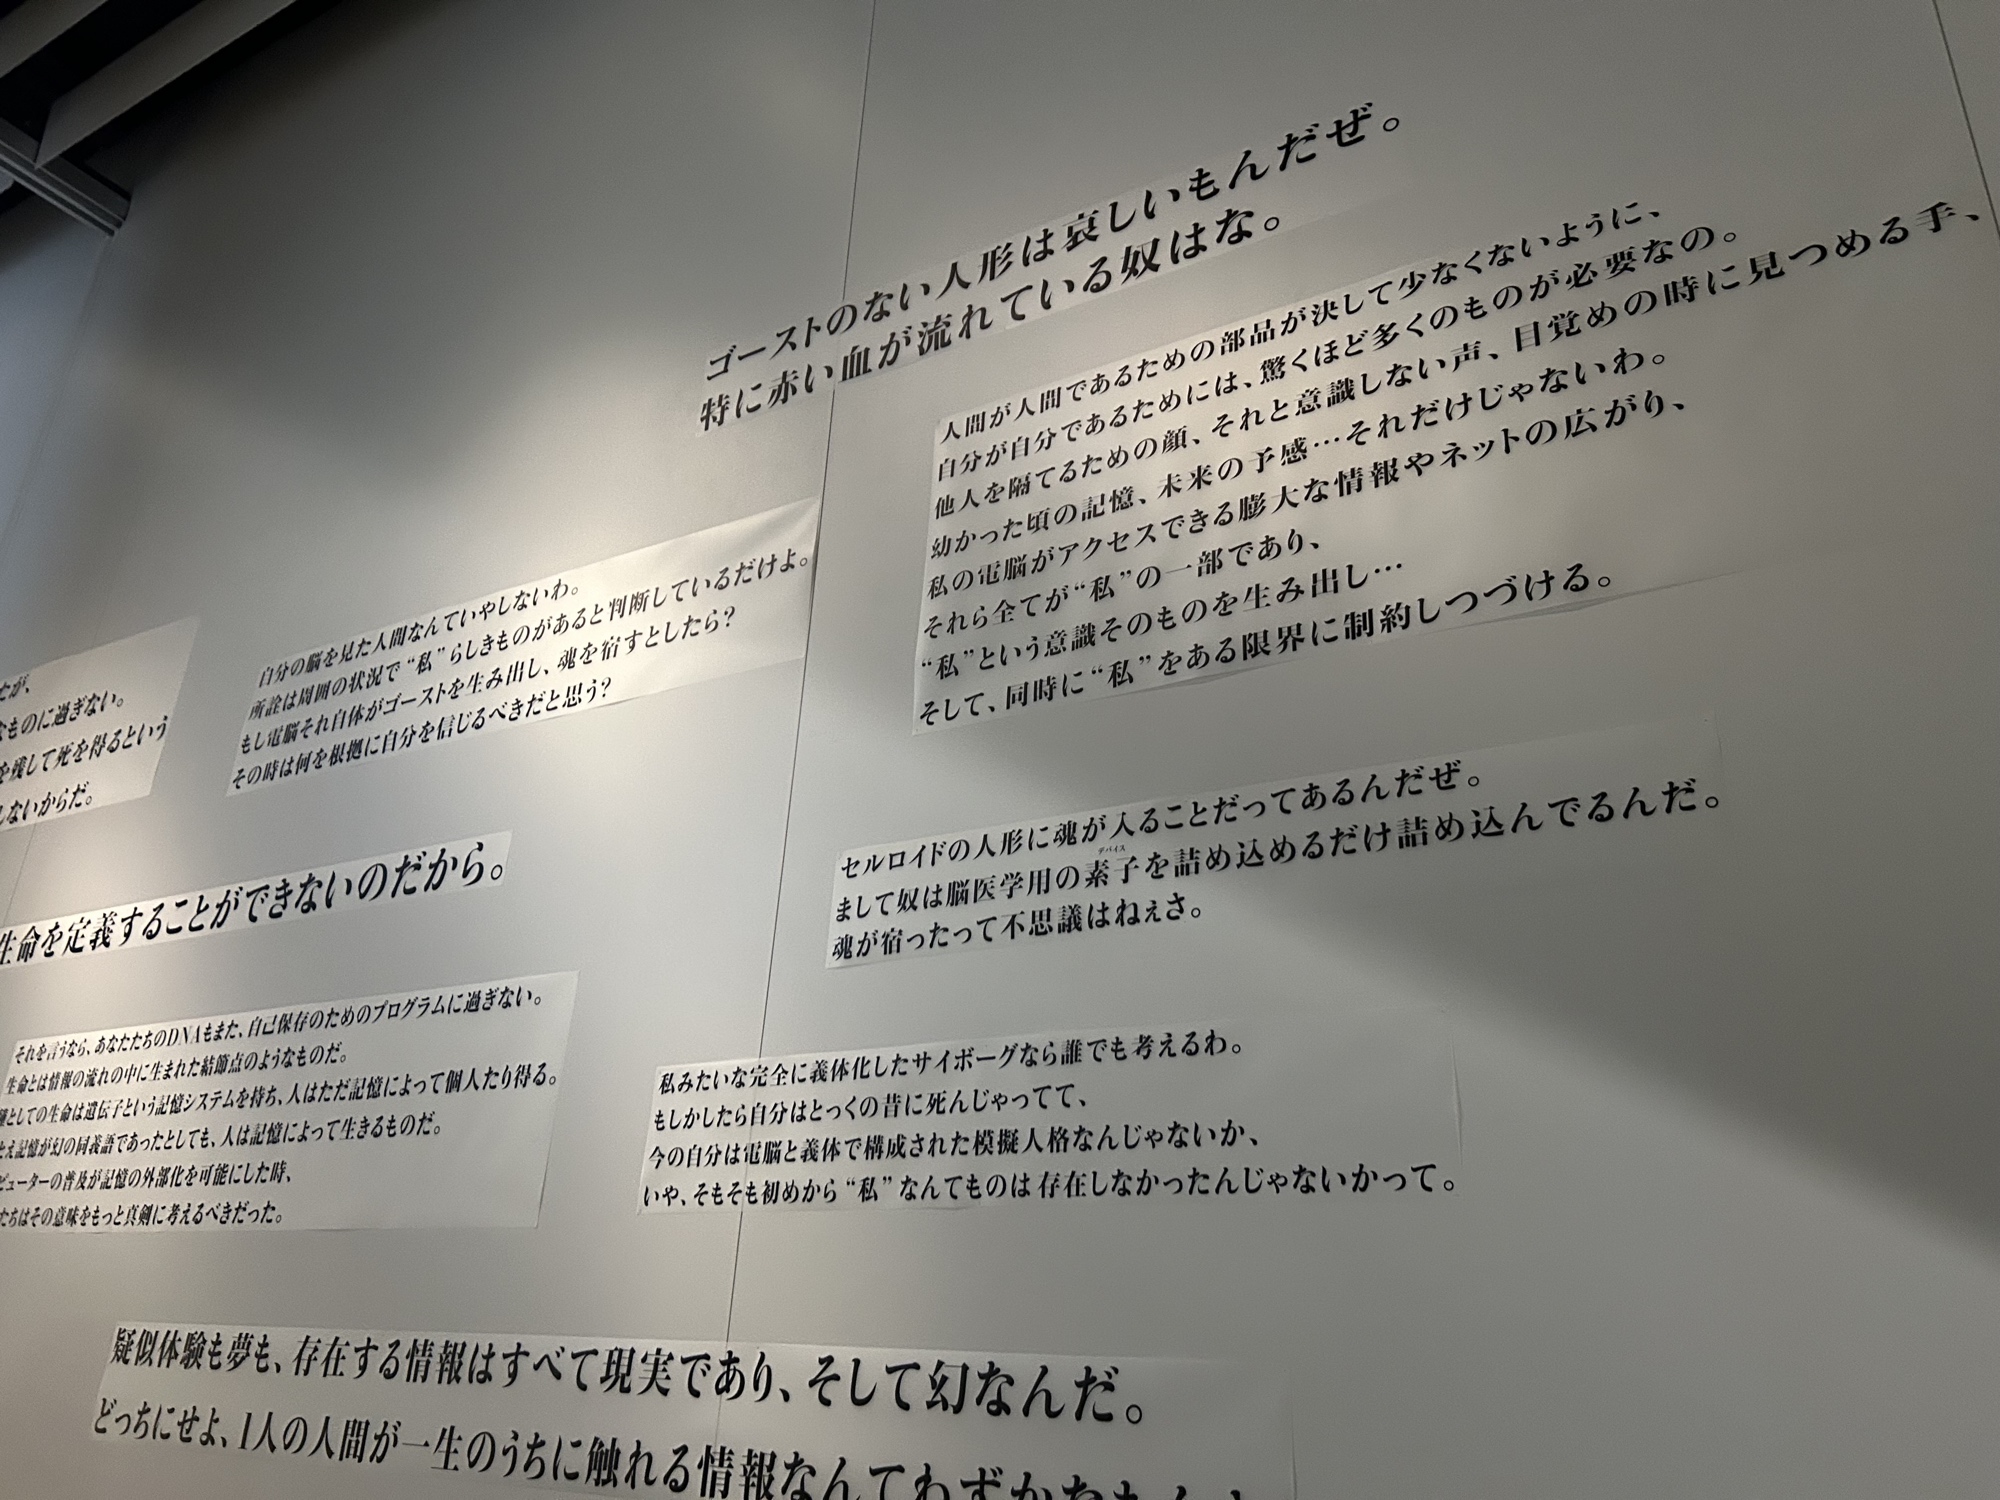 ゴーストのない人形は哀しいもんだぜ。
特に赤い血が流れている奴はな。
人間が人間であるための部品が決して少なくないように、
自分が自分であるためには、驚くほど多くのものが必要なの。
他人を隔てるための顔、それと意識しない声、目覚めの時に見つめる手、
幼かった頃の記憶、未来の予感…それだけじゃないわ。
私の電脳がアクセスできる膨大な情報やネットの広がり、
それら全てが“私”の一部であり、
“私”という意識そのものを生み出し…
そして、同時に“私”をある限界に制約しつづける。
たが、
なものに過ぎない。
を残して死を得るという
しないからだ。
自分の脳を見た人間なんていやしないわ。
所詮は周囲の状況で“私”らしきものがあると判断しているだけよ。
もし電脳それ自体がゴーストを生み出し、魂を宿すとしたら？
その時は何を根拠に自分を信じるべきだと思う？
セルロイドの人形に魂が入ることだってあるんだぜ。
まして奴は脳医学用の素子デバイスを詰め込めるだけ詰め込んでるんだ。
魂が宿ったって不思議はねぇさ。
生命を定義することができないのだから。
それを言うなら、あなたたちのDNAもまた、自己保存のためのプログラムに過ぎない。
生命とは情報の流れの中に生まれた結節点のようなものだ。
種としての生命は遺伝子という記憶システムを持ち、人はただ記憶によって個人たり得る。
とえ記憶が幻の同義語であったとしても、人は記憶によって生きるものだ。
ピューターの普及が記憶の外部化を可能にした時、
たちはその意味をもっと真剣に考えるべきだった。
私みたいな完全に義体化したサイボーグなら誰でも考えるわ。
もしかしたら自分はとっくの昔に死んじゃってて、
今の自分は電脳と義体で構成された模擬人格なんじゃないか、
いや、そもそも初めから“私”なんてものは存在しなかったんじゃないかって。
疑似体験も夢も、存在する情報はすべて現実であり、そして幻なんだ。
どっちにせよ、1人の人間が一生のうちに触れる情報なんてわずかなもん